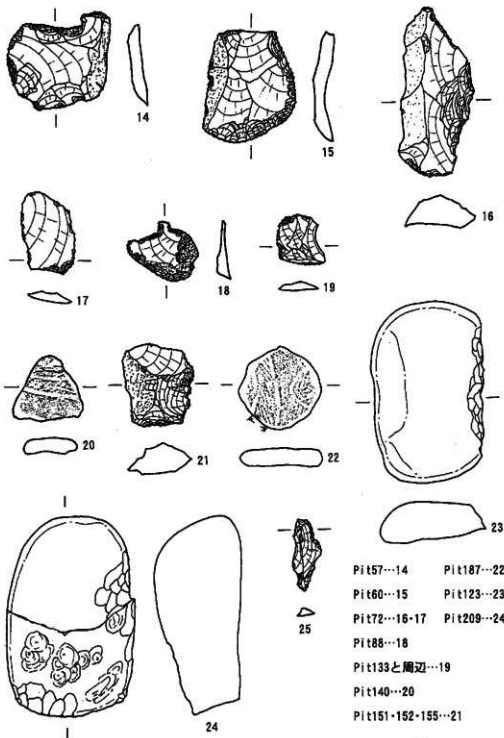 14
15
16
17
18
19
20
21
22
23
24
25
Pit57…14
Pit60…15
Pit72…16・17
Pit88…18
Pit133と周辺…19
Pit140…20
Pit151・152・155…21
Pit187…22
Pit123…23
Pit209…24